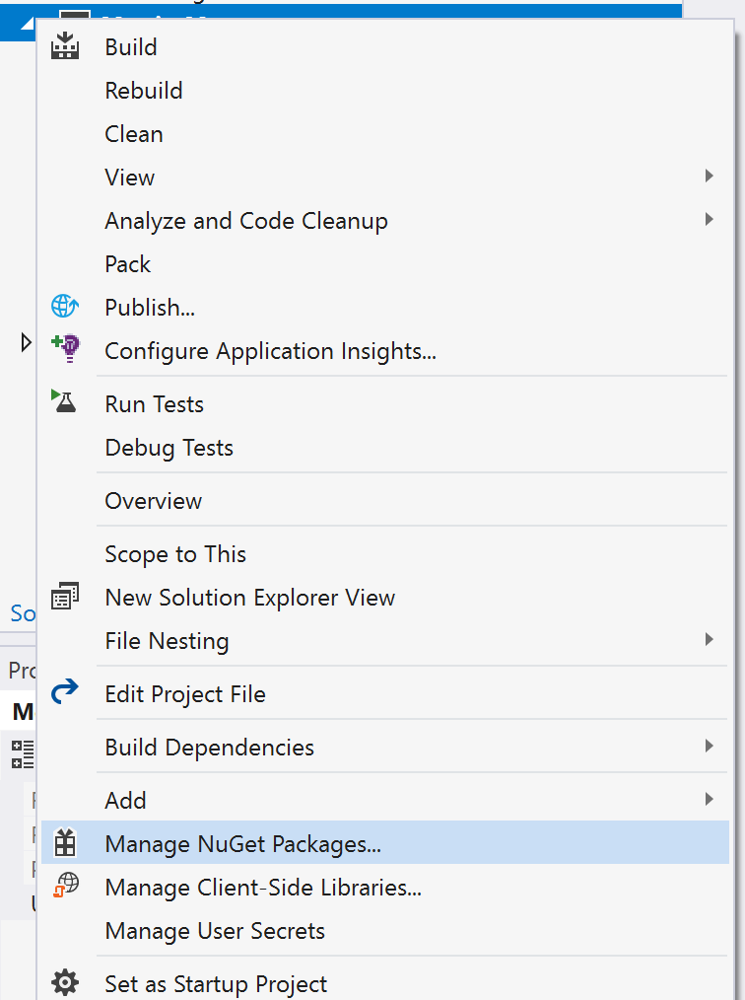 Build
Rebuild
Clean
View
Analyze and Code Cleanup
Pack
Publish...
Configure Application Insights...
Run Tests
Debug Tests
Overview
Scope to This
New Solution Explorer View
File Nesting
Edit Project File
Build Dependencies
Add
Manage NuGet Packages...
Manage Client-Side Libraries...
Manage User Secrets
Set as Startup Project